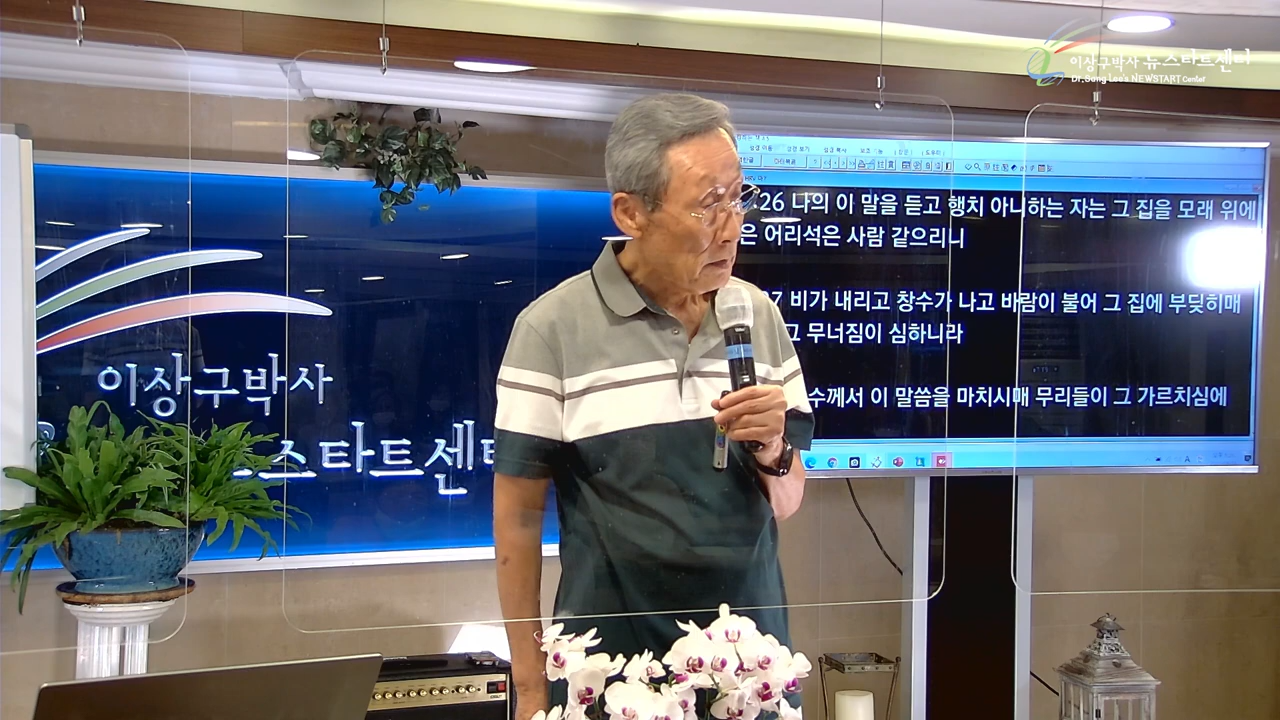 이상구박사 뉴스타트센터
Dr. Sang Lee's NEWSTART Center
26 나의 이 말을 듣고 행치 아니하는 자는 그 집을 모래 위에
은 어리석은 사람 같으리니
27 비가 내리고 창수가 나고 바람이 불어 그 집에 부딪히매
그 무너짐이 심하니라
수께서 이 말씀을 마치시매 무리들이 그 가르치심에
이상구박사
뉴스타트센터